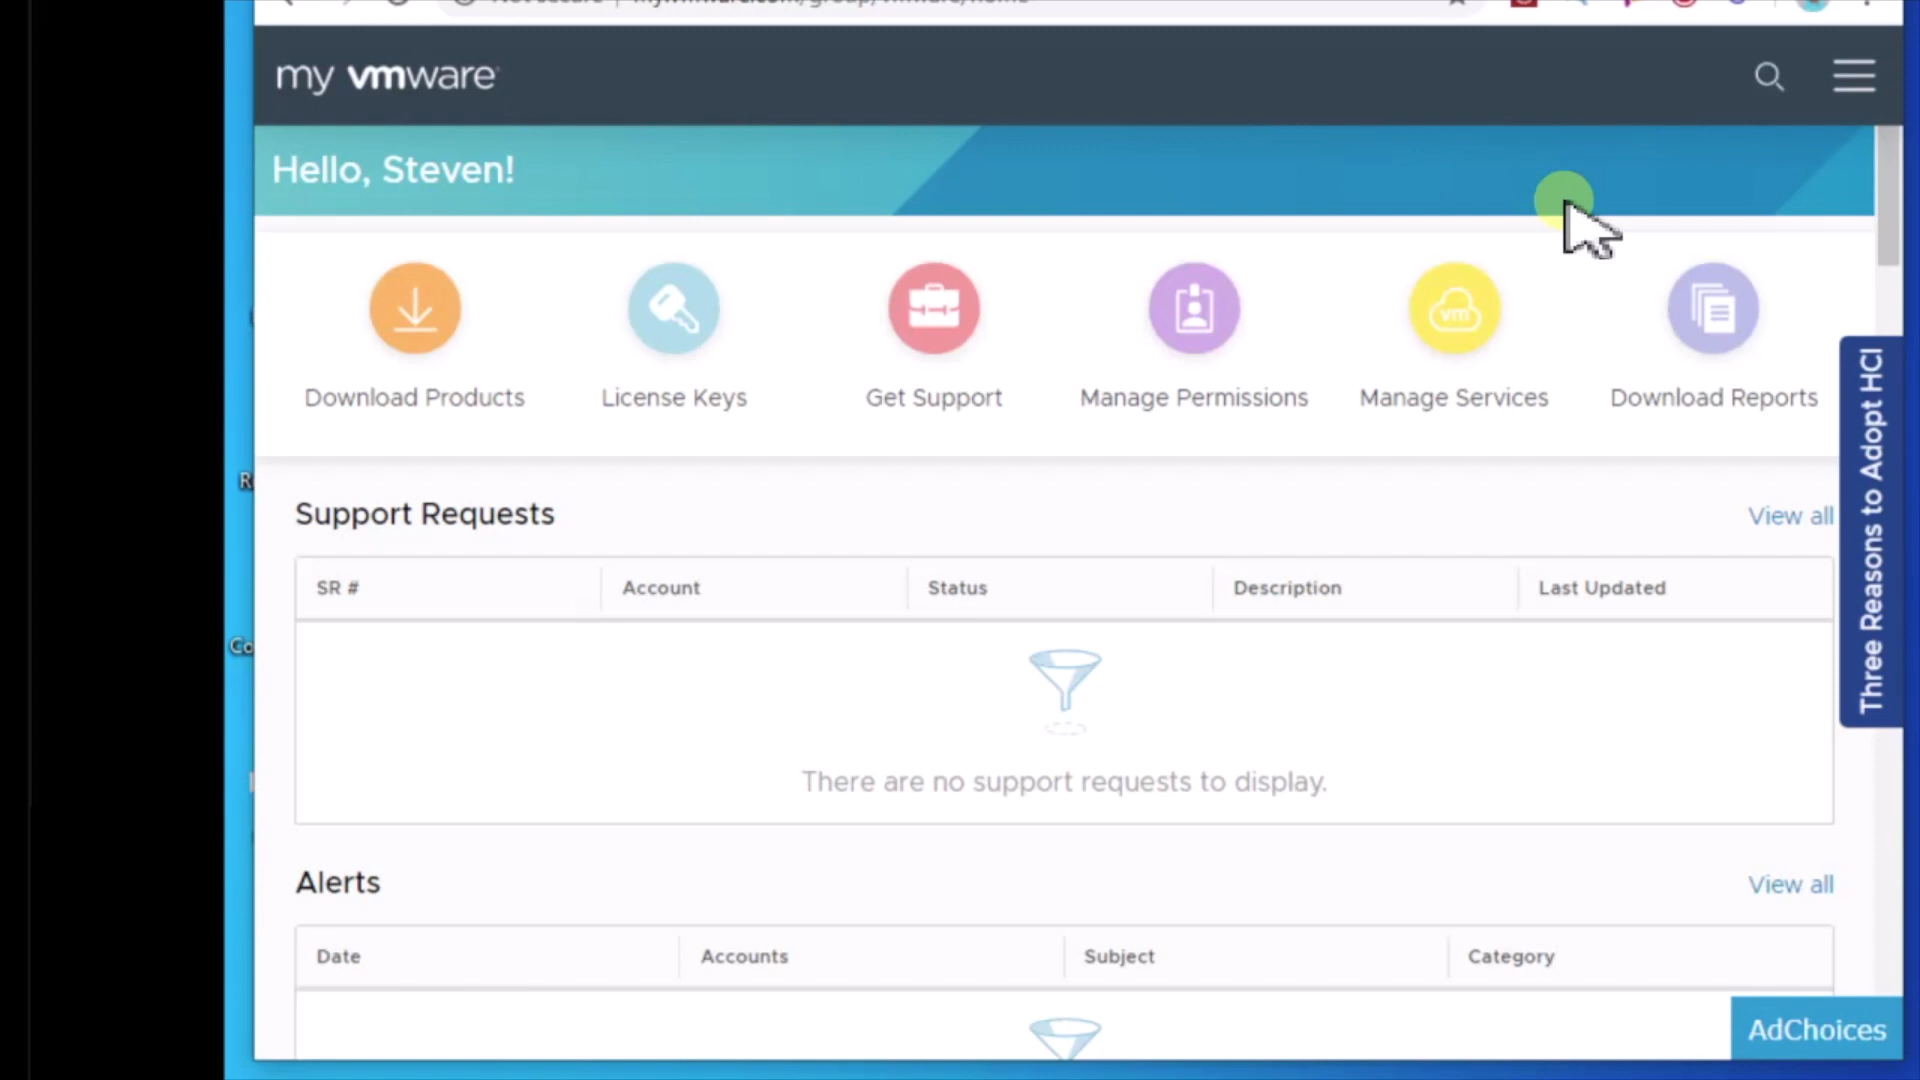 my vmware
Hello, Steven!
vm
Download Products
License Keys
Get Support
Manage Permissions
Manage Services
Download Reports
Three Reasons to Adopt HCI
Support Requests
View all
SR #
Account
Status
Description
Last Updated
There are no support requests to display.
Alerts
View all
Date
Accounts
Subject
Category
AdChoices